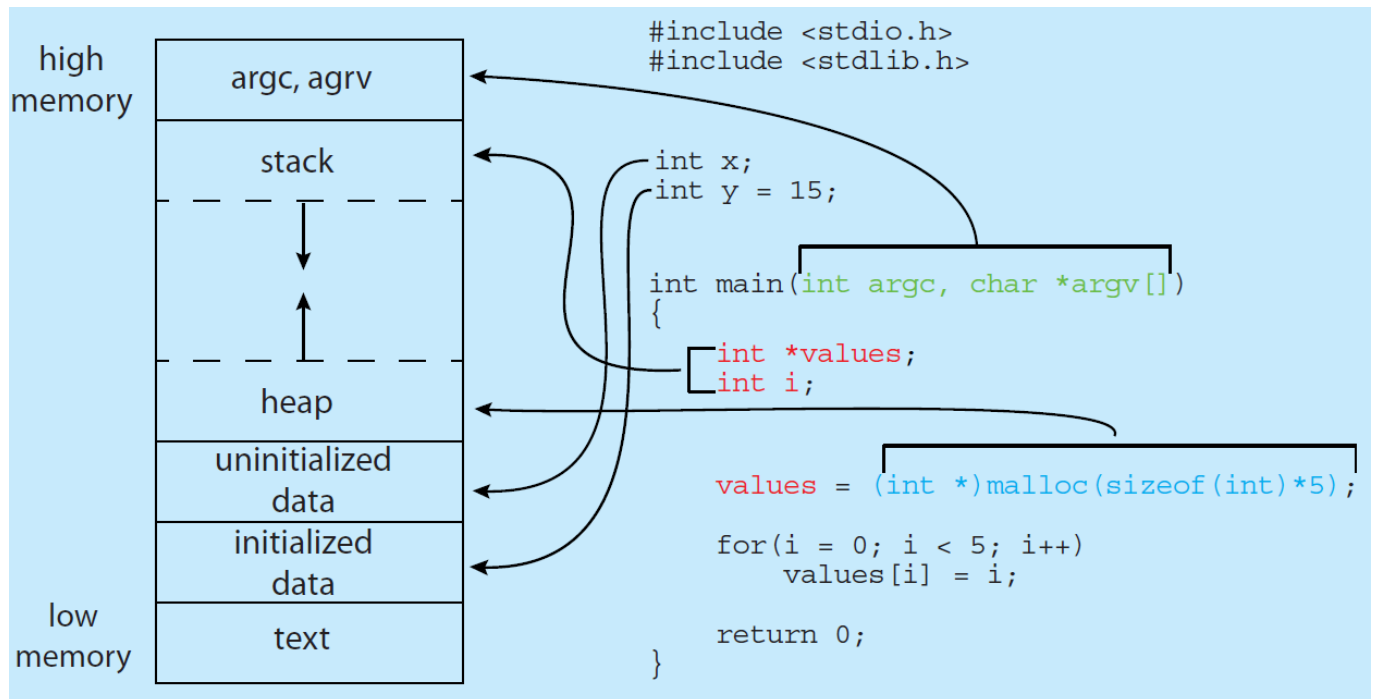 high
memory
argc, agrv
stack
heap
uninitialized
data
initialized
data
text
low
memory
#include <stdio.h>
#include <stdlib.h>
int x;
int y = 15;
int main(int argc, char *argv[])
{
int *values;
int i;
values = (int *)malloc(sizeof(int)*5);
for(i = 0; i < 5; i++)
values[i] = i;
return 0;
}